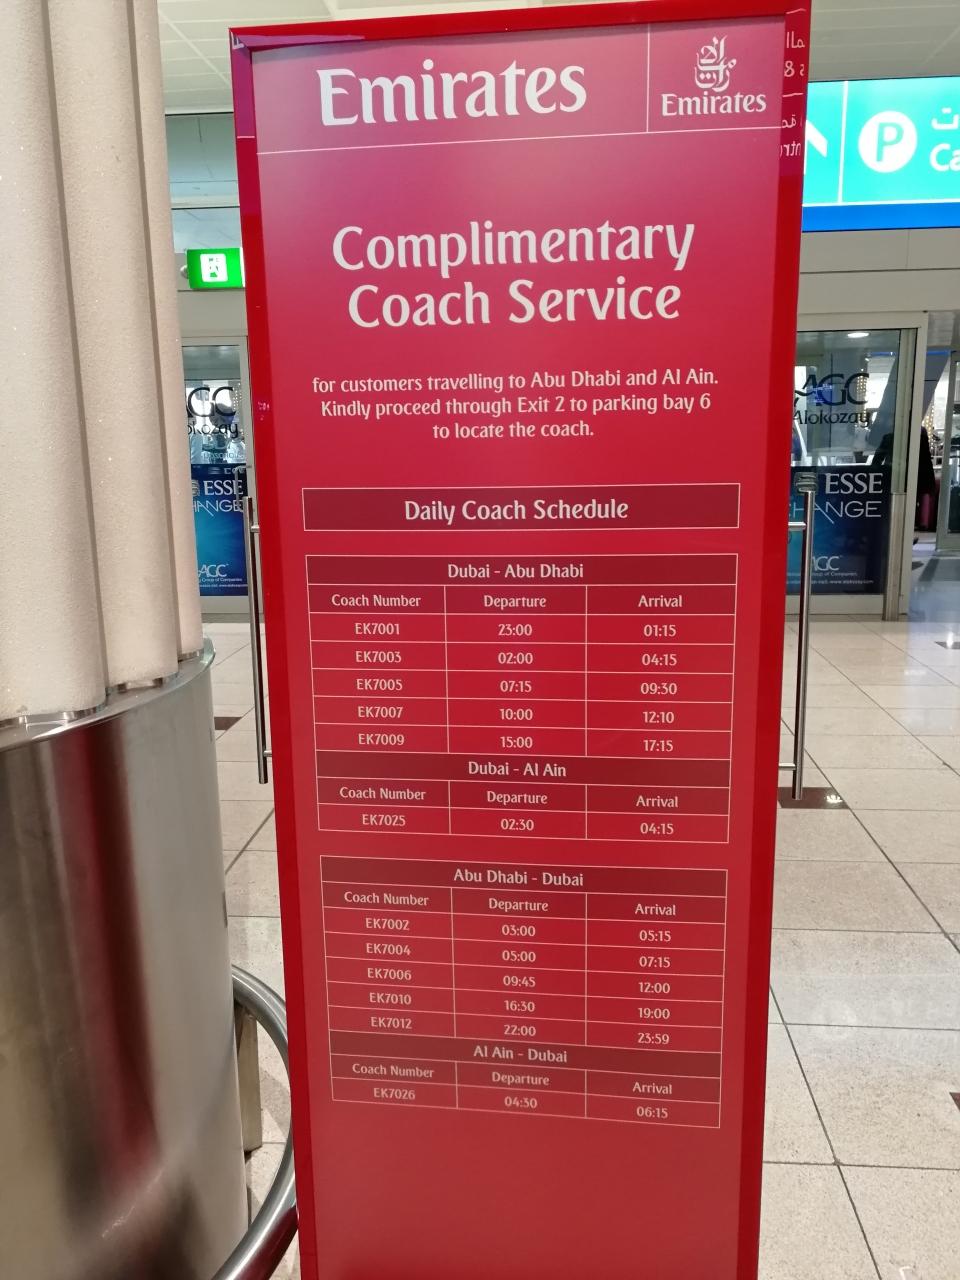 Emirates
Emirates
Complimentary
Coach Service
for customers travelling to Abu Dhabi and Al Ain.
Kindly proceed through Exit 2 to parking bay 6
to locate the coach.
Daily Coach Schedule
Dubai - Abu Dhabi
Coach Number Departure Arrival
EK7001 23:00 01:15
EK7003 02:00 04:15
EK7005 07:15 09:30
EK7007 10:00 12:10
EK7009 15:00 17:15
Dubai - Al Ain
Coach Number Departure Arrival
EK7025 02:30 04:15
Abu Dhabi - Dubai
Coach Number Departure Arrival
EK7002 03:00 05:15
EK7004 05:00 07:15
EK7006 09:45 12:00
EK7010 16:30 19:00
EK7012 22:00 23:59
Al Ain - Dubai
Coach Number Departure Arrival
EK7026 04:30 06:15
P
AGC
Alokozay
ESSE
HANGE
AGC